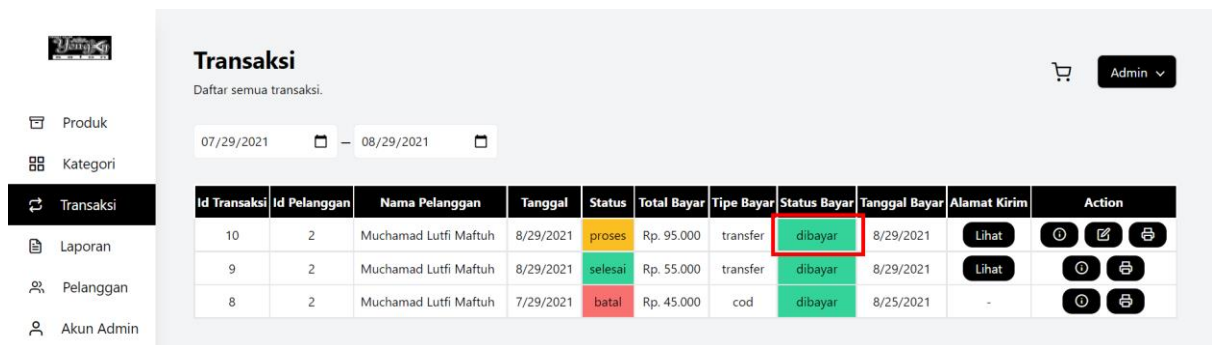 Yongky
Transaksi
Daftar semua transaksi.
Admin
Produk
Kategori
Transaksi
Laporan
Pelanggan
Akun Admin
07/29/2021 – 08/29/2021
Id Transaksi Id Pelanggan Nama Pelanggan Tanggal Status Total Bayar Tipe Bayar Status Bayar Tanggal Bayar Alamat Kirim Action
10 2 Muchamad Lutfi Maftuh 8/29/2021 proses Rp. 95.000 transfer dibayar 8/29/2021 Lihat
9 2 Muchamad Lutfi Maftuh 8/29/2021 selesai Rp. 55.000 transfer dibayar 8/29/2021 Lihat
8 2 Muchamad Lutfi Maftuh 7/29/2021 batal Rp. 45.000 cod dibayar 8/25/2021 -